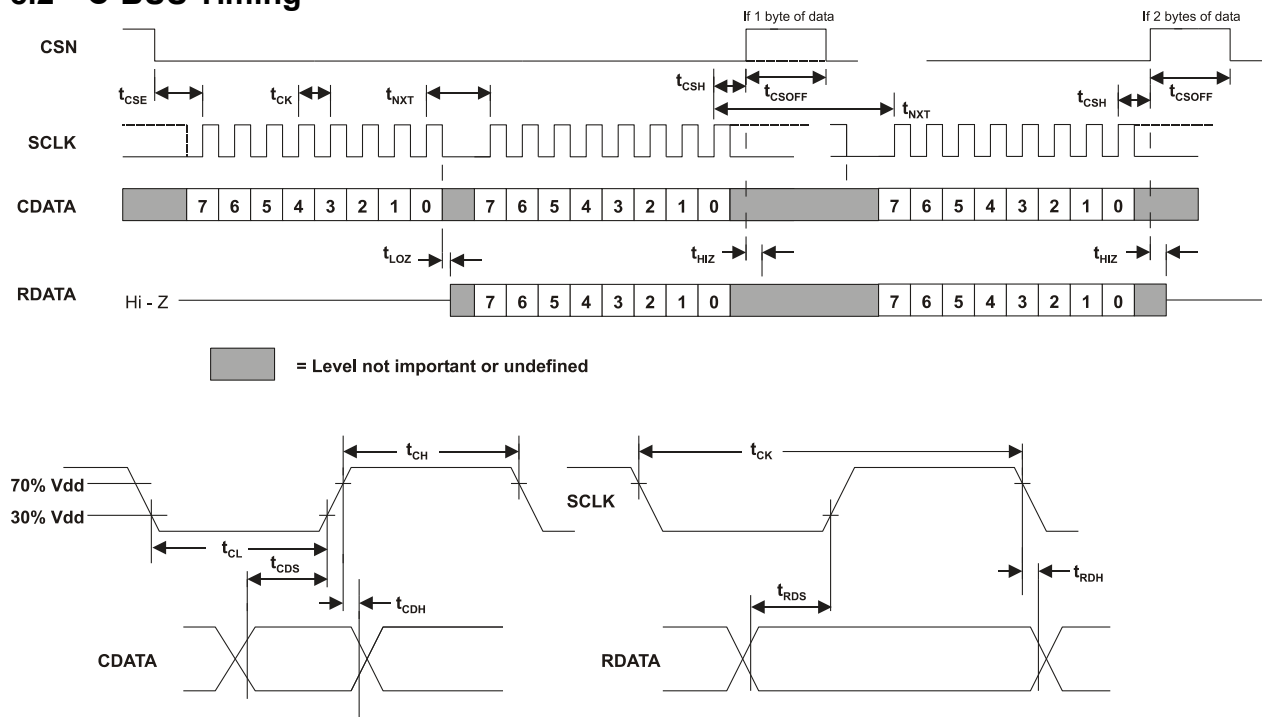 If 1 byte of data If 2 bytes of data
CSN
tCSE tCK tNXT tCSH tCSOFF tNXT tCSH tCSOFF
SCLK
CDATA 7 6 5 4 3 2 1 0 7 6 5 4 3 2 1 0 7 6 5 4 3 2 1 0
tLOZ tHIZ tHIZ
RDATA Hi - Z 7 6 5 4 3 2 1 0 7 6 5 4 3 2 1 0
= Level not important or undefined
tCH tCK
70% Vdd
SCLK
30% Vdd
tCL
tCDS tRDH
tCDH tRDS
CDATA RDATA